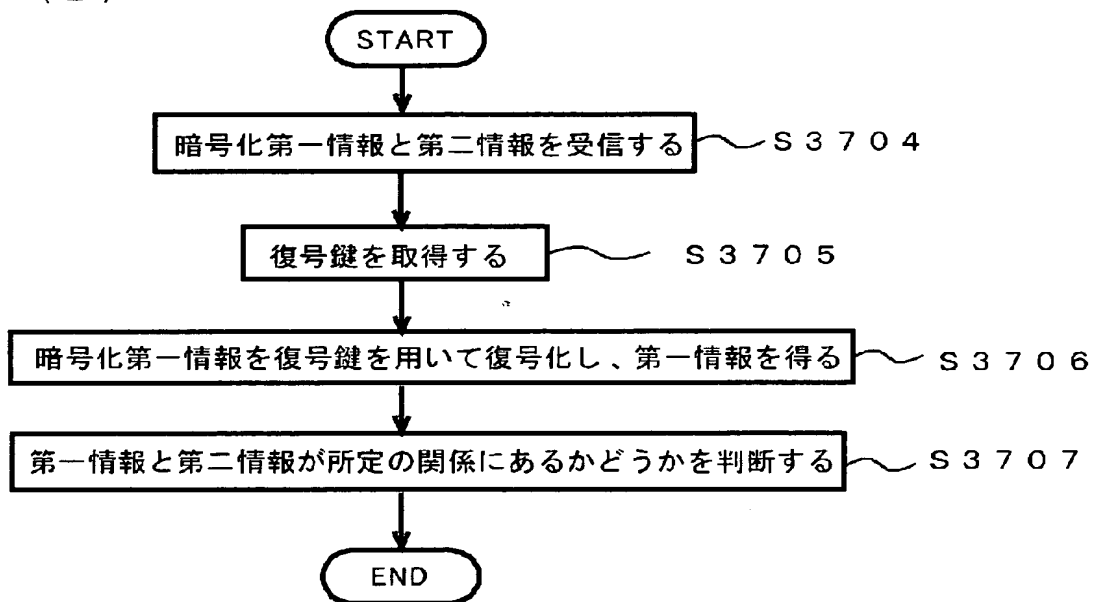 START
暗号化第一情報と第二情報を受信する S3704
復号鍵を取得する S3705
暗号化第一情報を復号鍵を用いて復号化し、第一情報を得る S3706
第一情報と第二情報が所定の関係にあるかどうかを判断する S3707
END